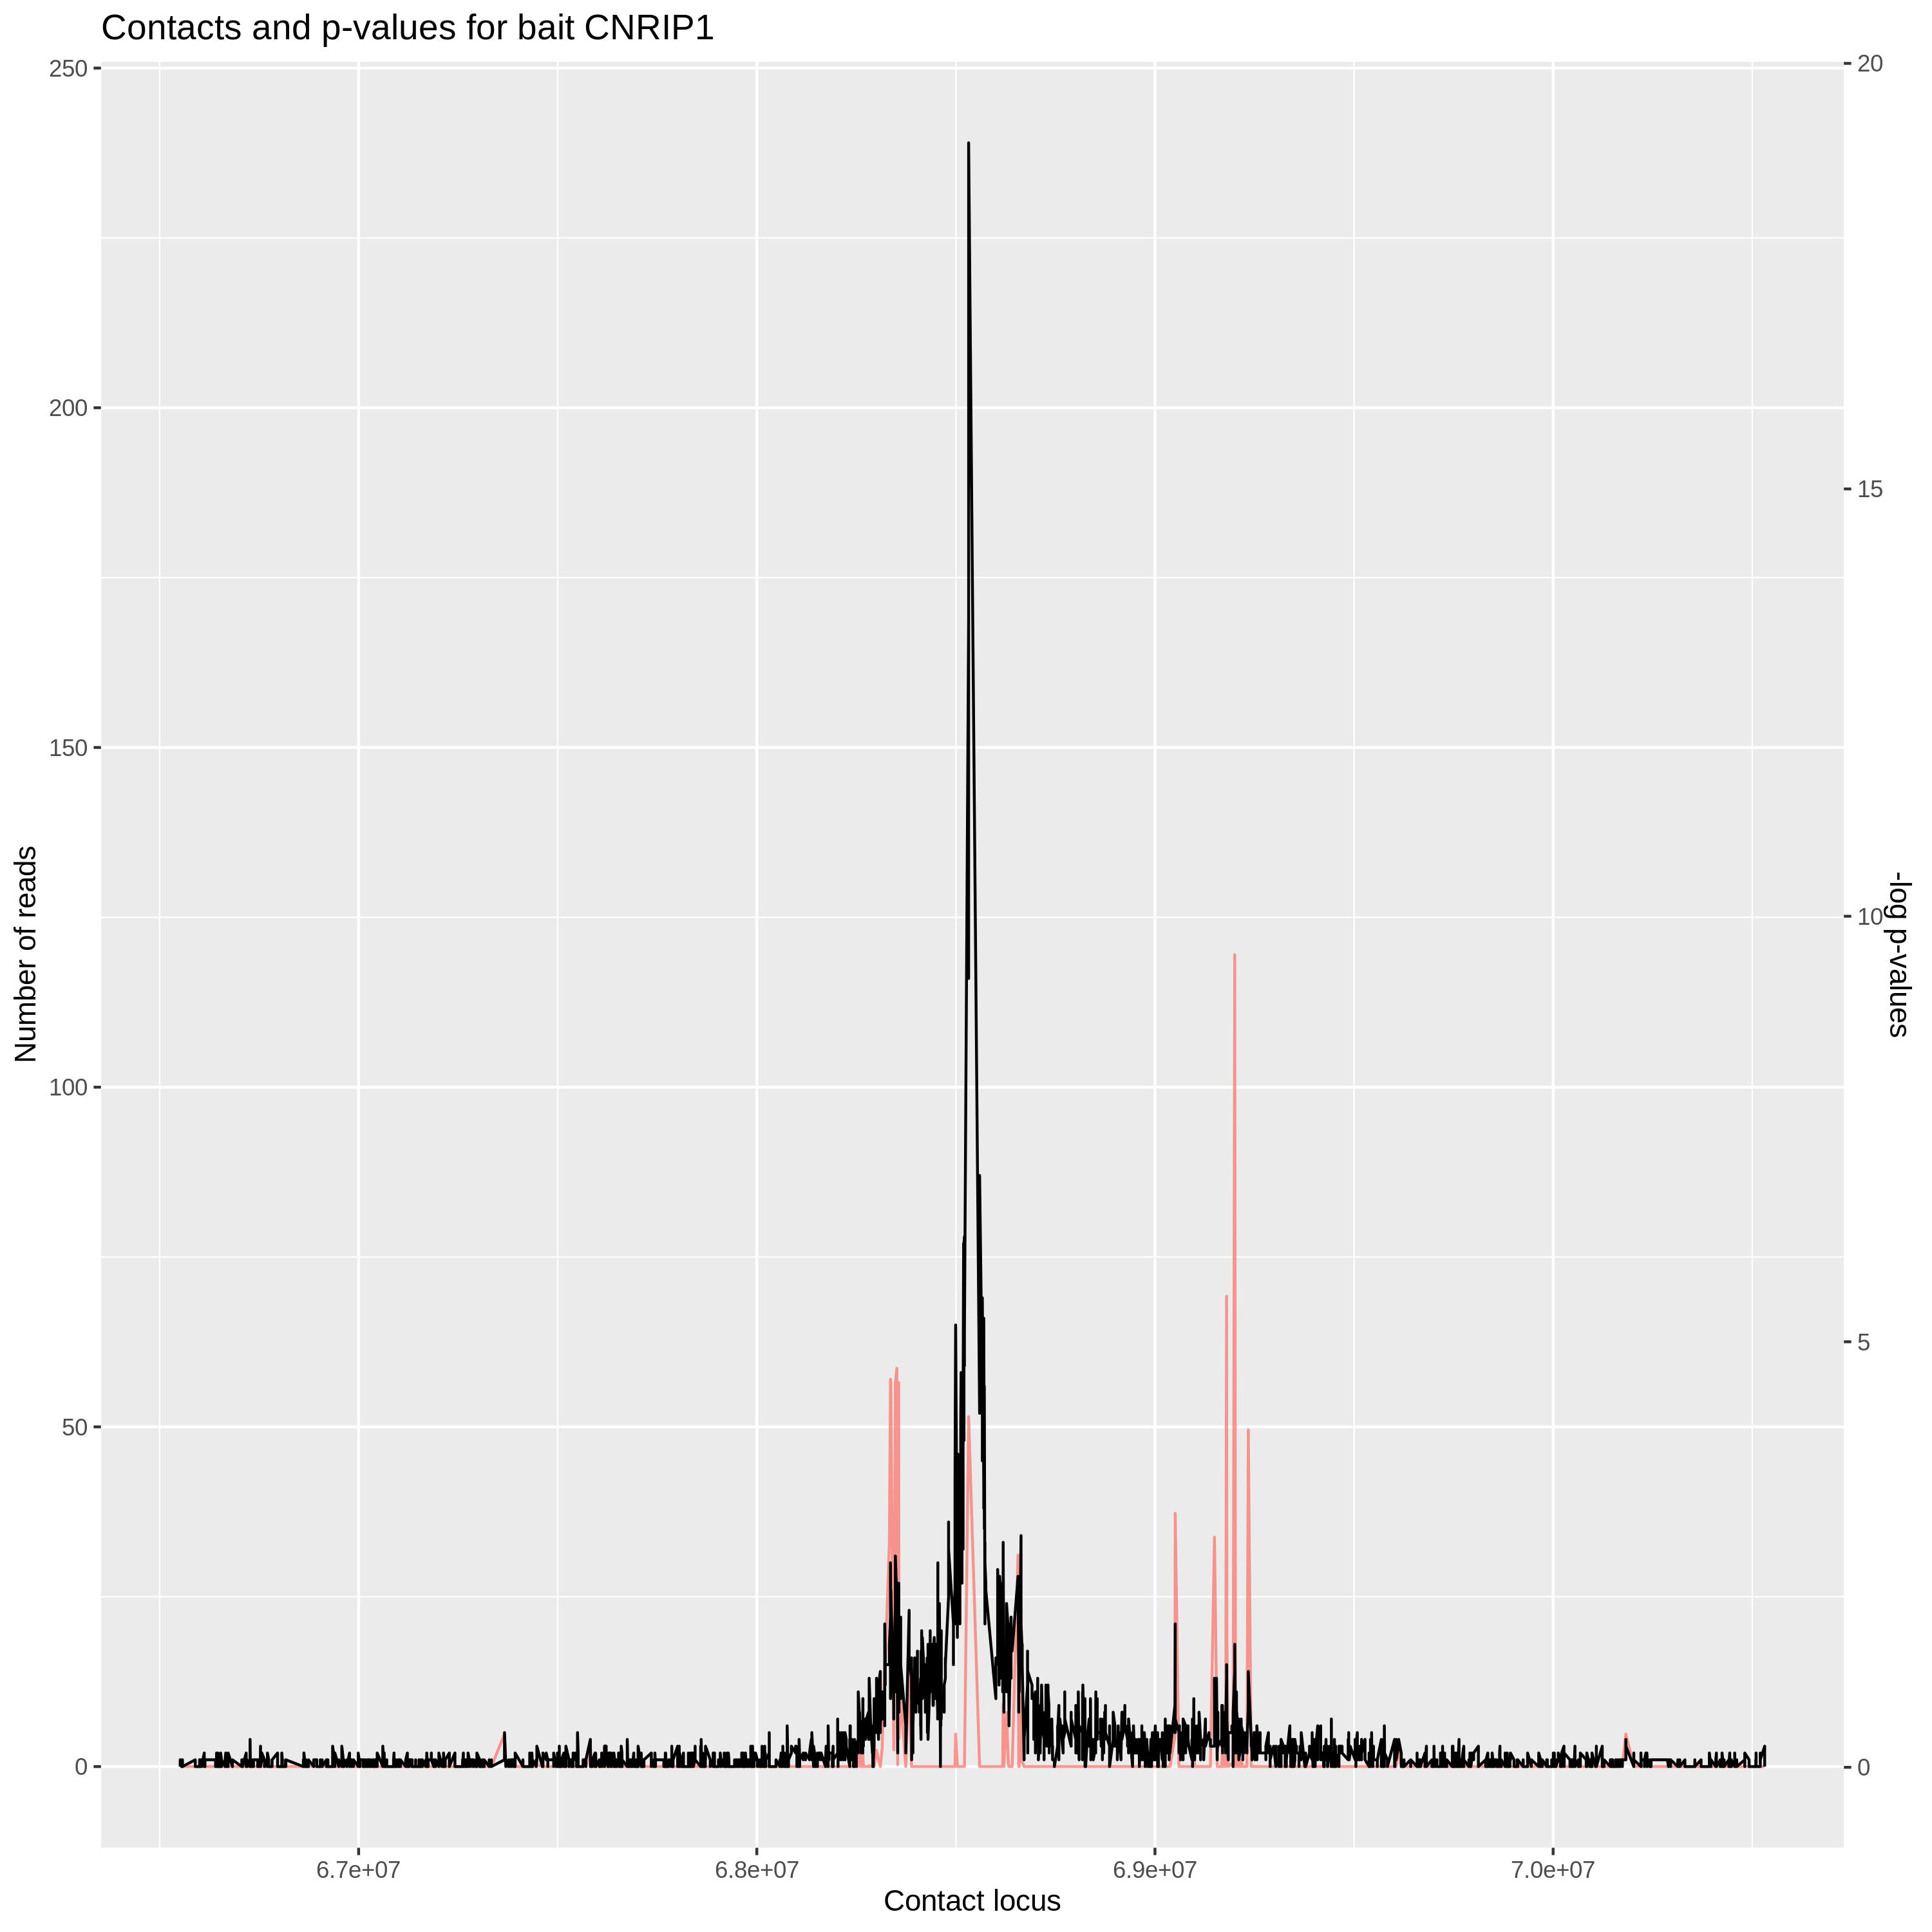 Contacts and p-values for bait CNRIP1
250
200
150
100
50
0
Number of reads
20
15
10
5
0
-log p-values
6.7e+07
6.8e+07
6.9e+07
7.0e+07
Contact locus